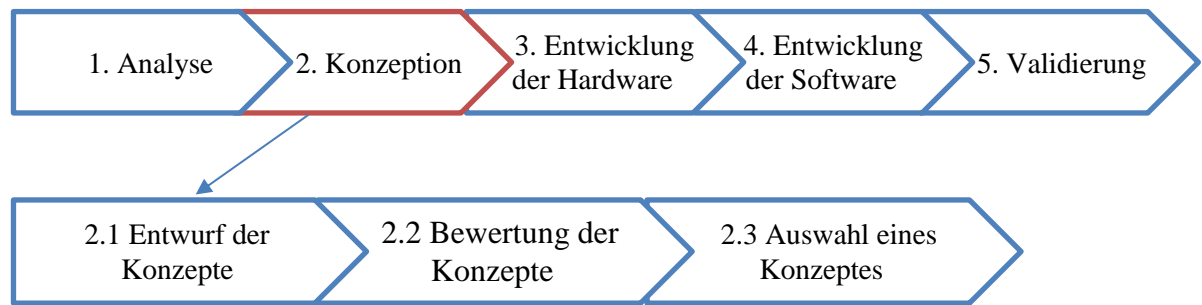 1. Analyse
2. Konzeption
3. Entwicklung
der Hardware
4. Entwicklung
der Software
5. Validierung
2.1 Entwurf der
Konzepte
2.2 Bewertung der
Konzepte
2.3 Auswahl eines
Konzeptes